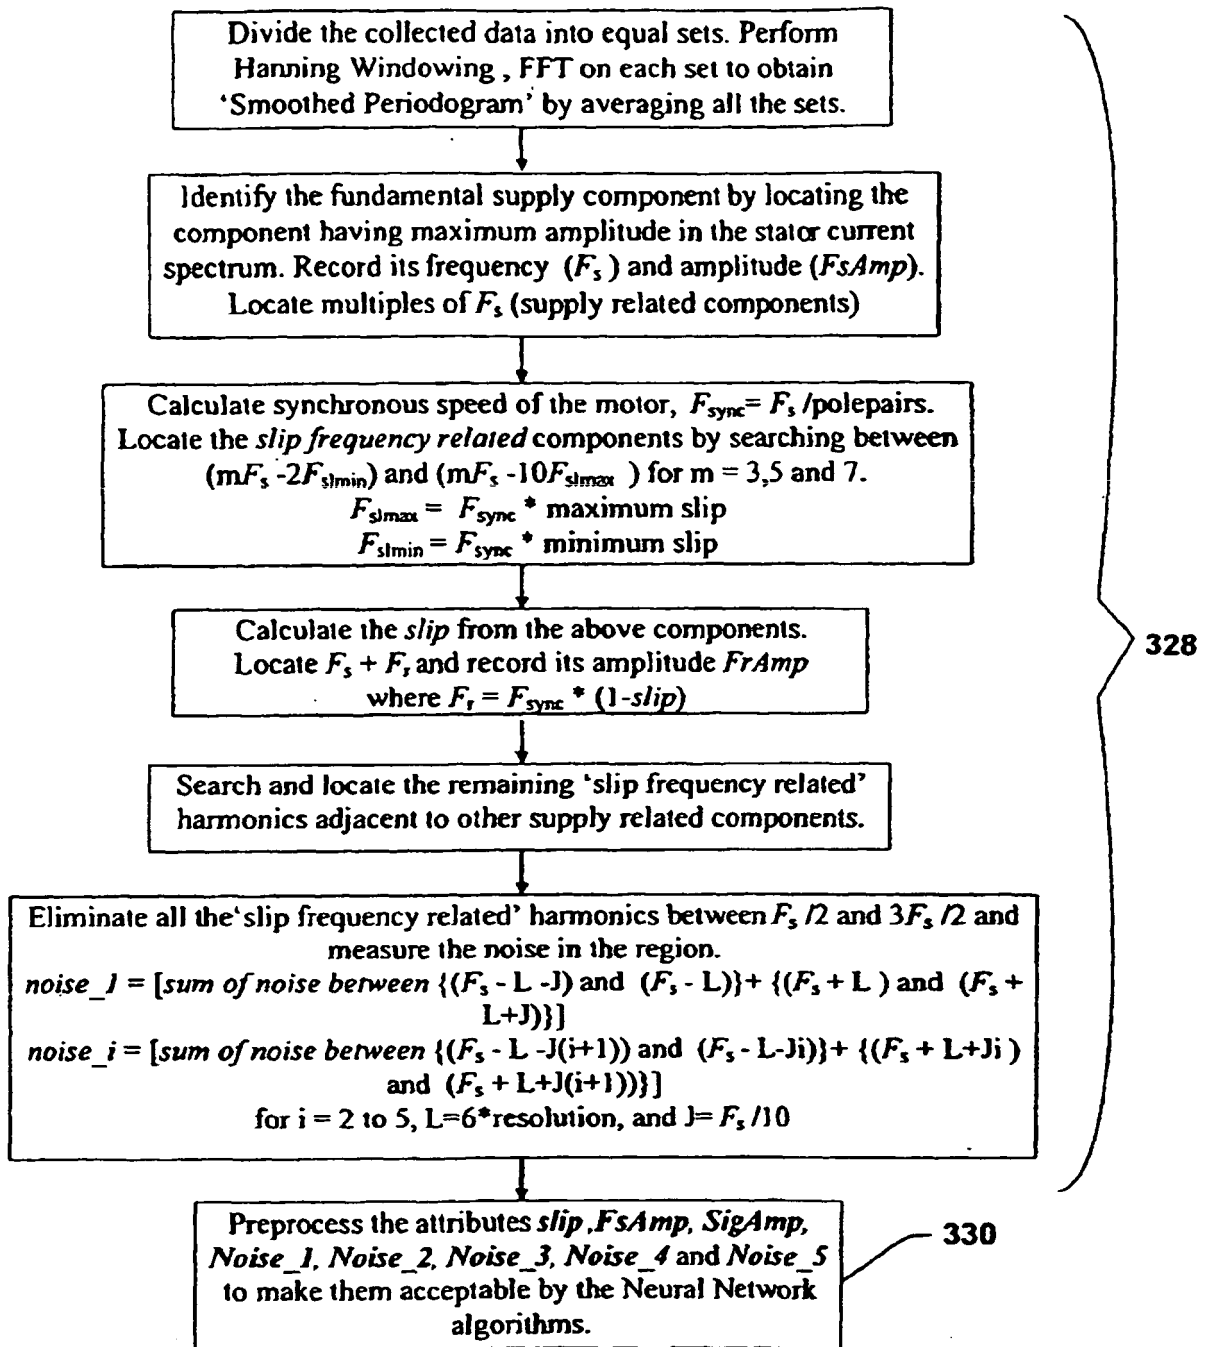 Divide the collected data into equal sets. Perform
Hanning Windowing , FFT on each set to obtain
‘Smoothed Periodogram’ by averaging all the sets.
Identify the fundamental supply component by locating the
component having maximum amplitude in the stator current
spectrum. Record its frequency (Fs ) and amplitude (FsAmp).
Locate multiples of Fs (supply related components)
Calculate synchronous speed of the motor, Fsync= Fs /polepairs.
Locate the slip frequency related components by searching between
(mFs -2Fslmin) and (mFs -10Fslmax ) for m = 3,5 and 7.
Fslmax = Fsync * maximum slip
Fslmin = Fsync * minimum slip
Calculate the slip from the above components.
Locate Fs + Fr and record its amplitude FrAmp
where Fr = Fsync * (1-slip)
328
Search and locate the remaining ‘slip frequency related’
harmonics adjacent to other supply related components.
Eliminate all the‘slip frequency related’ harmonics between Fs /2 and 3Fs /2 and
measure the noise in the region.
noise_1 = [sum of noise between {(Fs - L -J) and (Fs - L)}+ {(Fs + L ) and (Fs +
L+J)}]
noise_i = [sum of noise between {(Fs - L -J(i+1)) and (Fs - L-Ji)}+ {(Fs + L+Ji )
and (Fs + L+J(i+1))}]
for i = 2 to 5, L=6*resolution, and J= Fs /10
Preprocess the attributes slip ,FsAmp, SigAmp,
Noise_1, Noise_2, Noise_3, Noise_4 and Noise_5
to make them acceptable by the Neural Network
algorithms.
330